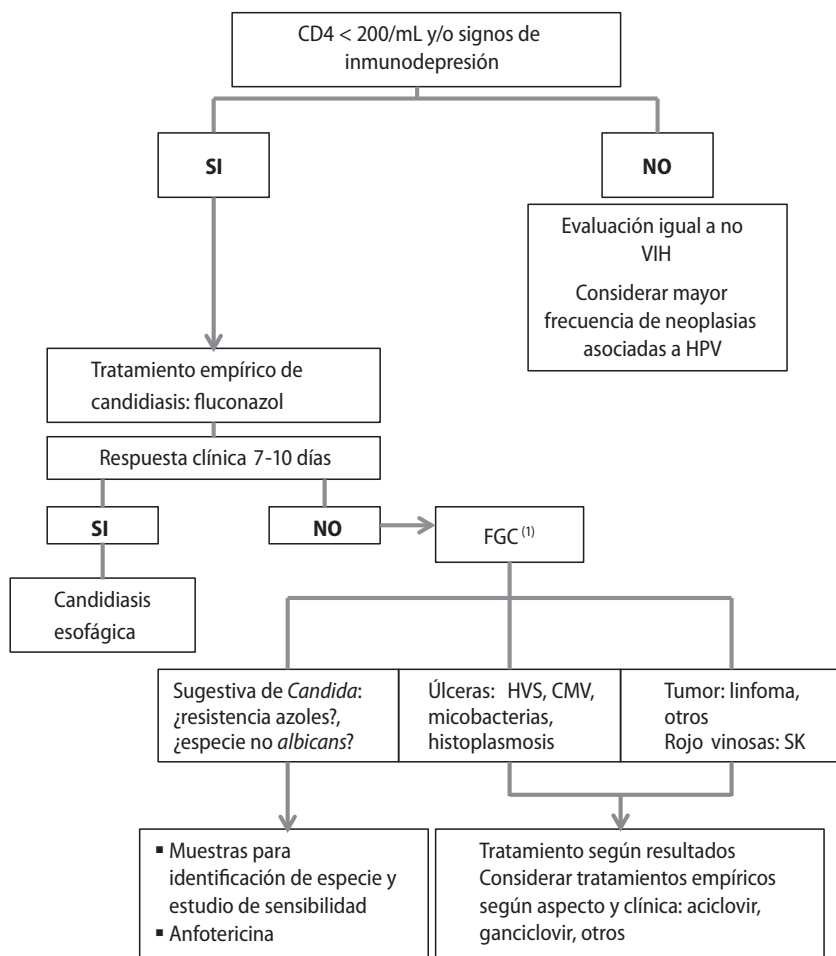 CD4 < 200/mL y/o signos de
inmunodepresión
SI
NO
Evaluación igual a no
VIH
Considerar mayor
frecuencia de neoplasias
asociadas a HPV
Tratamiento empírico de
candidiasis: fluconazol
Respuesta clínica 7-10 días
SI
NO
FGC (1)
Candidiasis
esofágica
Sugestiva de Candida:
¿resistencia azoles?,
¿especie no albicans?
Úlceras: HVS, CMV,
micobacterias,
histoplasmosis
Tumor: linfoma,
otros
Rojo vinosas: SK
▪ Muestras para
identificación de especie y
estudio de sensibilidad
▪ Anfotericina
Tratamiento según resultados
Considerar tratamientos empíricos
según aspecto y clínica: aciclovir,
ganciclovir, otros